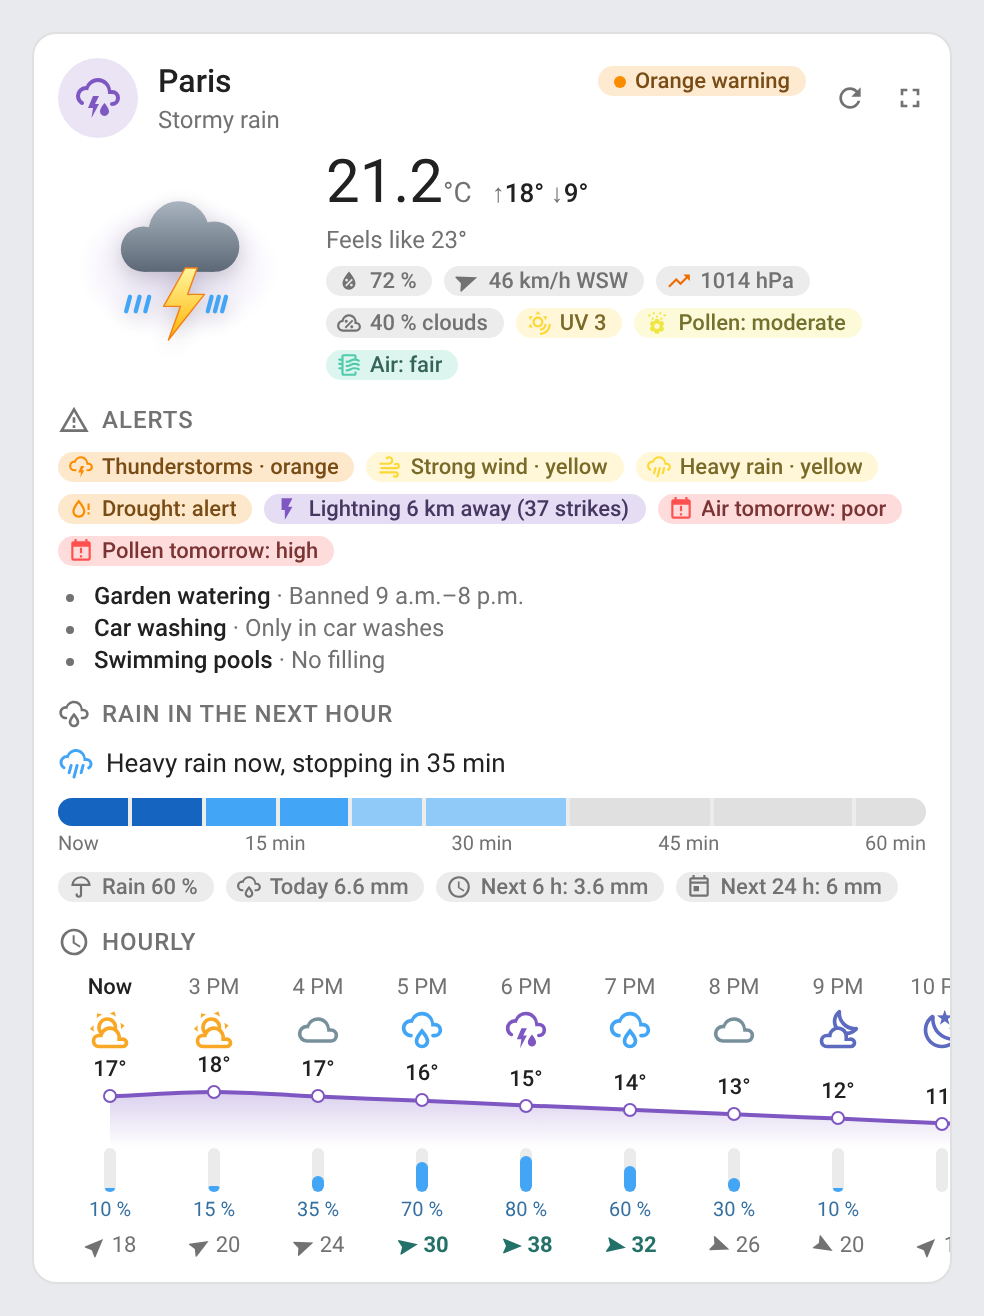 Paris
Orange warning
Stormy rain
21.2°C ↑18° ↓9°
Feels like 23°
72 % 46 km/h WSW 1014 hPa
40 % clouds UV 3 Pollen: moderate
Air: fair
ALERTS
Thunderstorms · orange Strong wind · yellow Heavy rain · yellow
Drought: alert Lightning 6 km away (37 strikes) Air tomorrow: poor
Pollen tomorrow: high
• Garden watering · Banned 9 a.m.–8 p.m.
• Car washing · Only in car washes
• Swimming pools · No filling
RAIN IN THE NEXT HOUR
Heavy rain now, stopping in 35 min
Now 15 min 30 min 45 min 60 min
Rain 60 % Today 6.6 mm Next 6 h: 3.6 mm Next 24 h: 6 mm
HOURLY
Now 3 PM 4 PM 5 PM 6 PM 7 PM 8 PM 9 PM 10
17° 18° 17° 16° 15° 14° 13° 12° 11
10 % 15 % 35 % 70 % 80 % 60 % 30 % 10 %
18 20 24 30 38 32 26 20